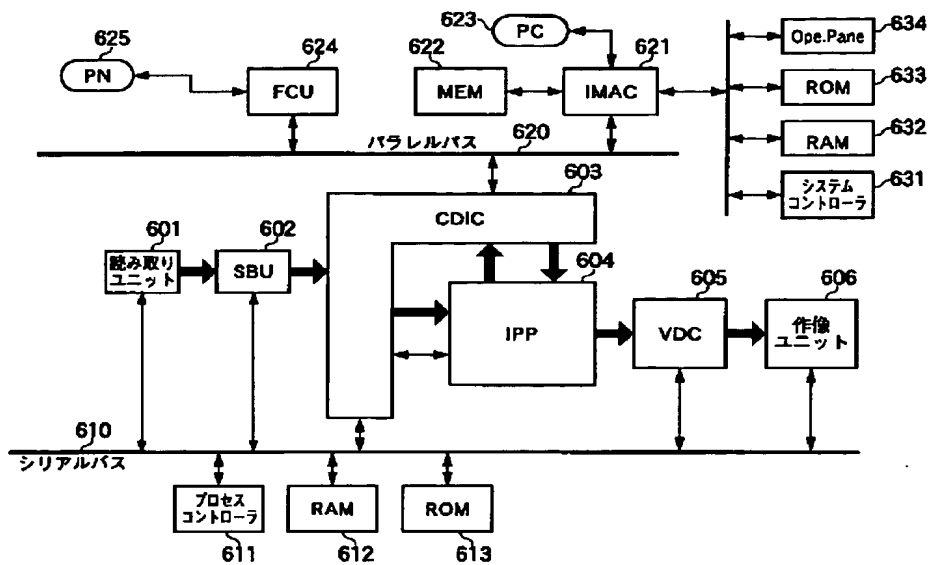 623
PC
625
PN
624
FCU
622
MEM
621
IMAC
Ope.Pane
634
ROM
633
RAM
632
システム
コントローラ
631
パラレルバス
620
603
CDIC
601
読み取り
ユニット
602
SBU
604
IPP
605
VDC
606
作像
ユニット
610
シリアルバス
プロセス
コントローラ
611
RAM
612
ROM
613